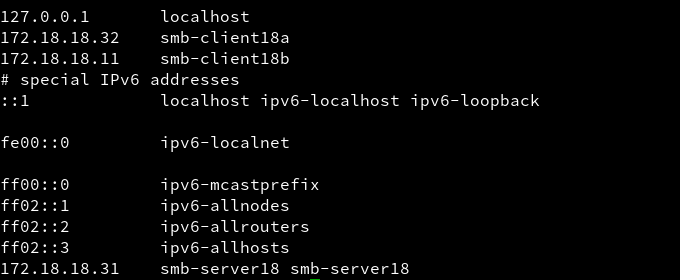 127.0.0.1 localhost
172.18.18.32 smb-client18a
172.18.18.11 smb-client18b
# special IPv6 addresses
::1 localhost ipv6-localhost ipv6-loopback
fe00::0 ipv6-localnet
ff00::0 ipv6-mcastprefix
ff02::1 ipv6-allnodes
ff02::2 ipv6-allrouters
ff02::3 ipv6-allhosts
172.18.18.31 smb-server18 smb-server18